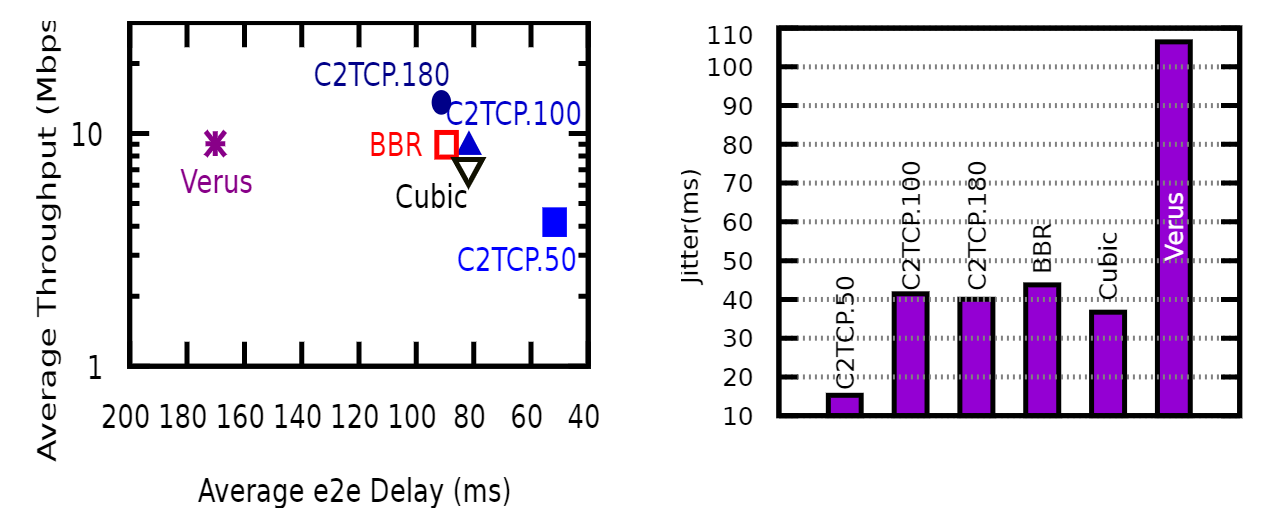 Average Throughput (Mbps
10
1
C2TCP.180
C2TCP.100
BBR
Verus
Cubic
C2TCP.50
200 180 160 140 120 100 80 60 40
Average e2e Delay (ms)
Jitter(ms)
110
100
90
80
70
60
50
40
30
20
10
C2TCP.50
C2TCP.100
C2TCP.180
BBR
Cubic
Verus